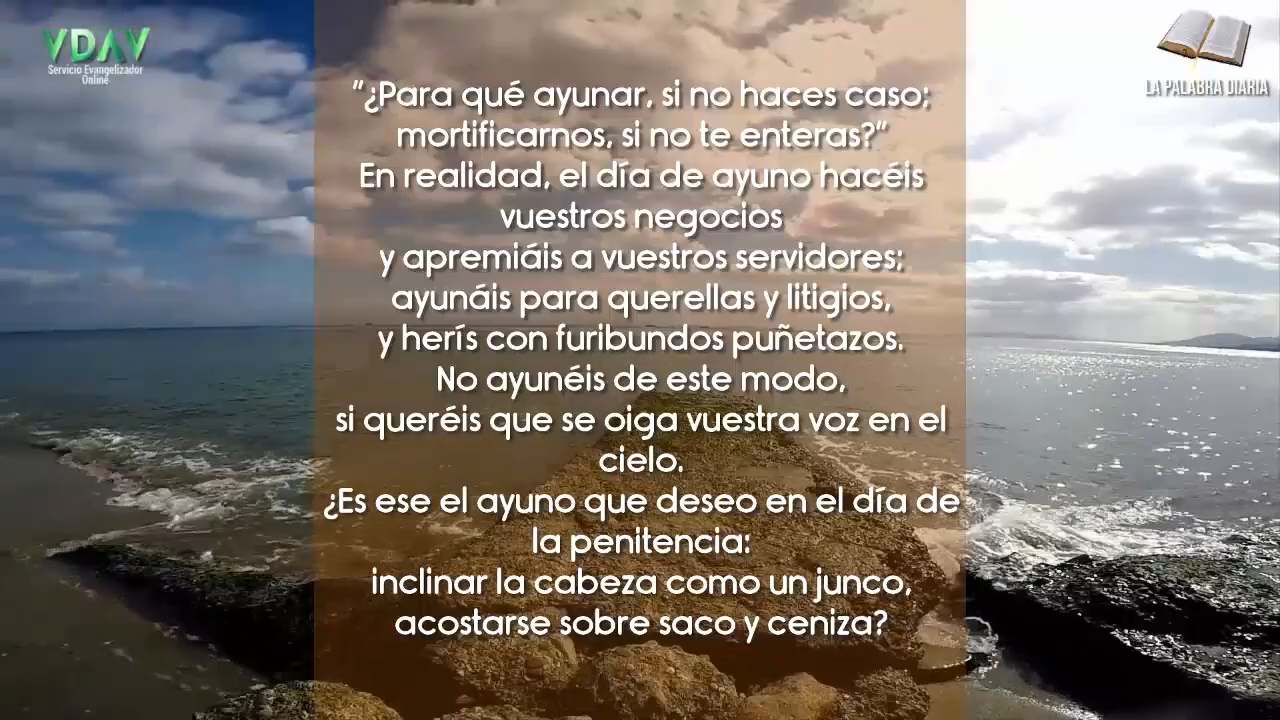 VDAV
Servicio Evangelizador
Online
LA PALABRA DIARIA
"¿Para qué ayunar, si no haces caso;
mortificarnos, si no te enteras?"
En realidad, el día de ayuno hacéis
vuestros negocios
y apremiáis a vuestros servidores;
ayunáis para querellas y litigios,
y herís con furibundos puñetazos.
No ayunéis de este modo,
si queréis que se oiga vuestra voz en el
cielo.
¿Es ese el ayuno que deseo en el día de
la penitencia:
inclinar la cabeza como un junco,
acostarse sobre saco y ceniza?